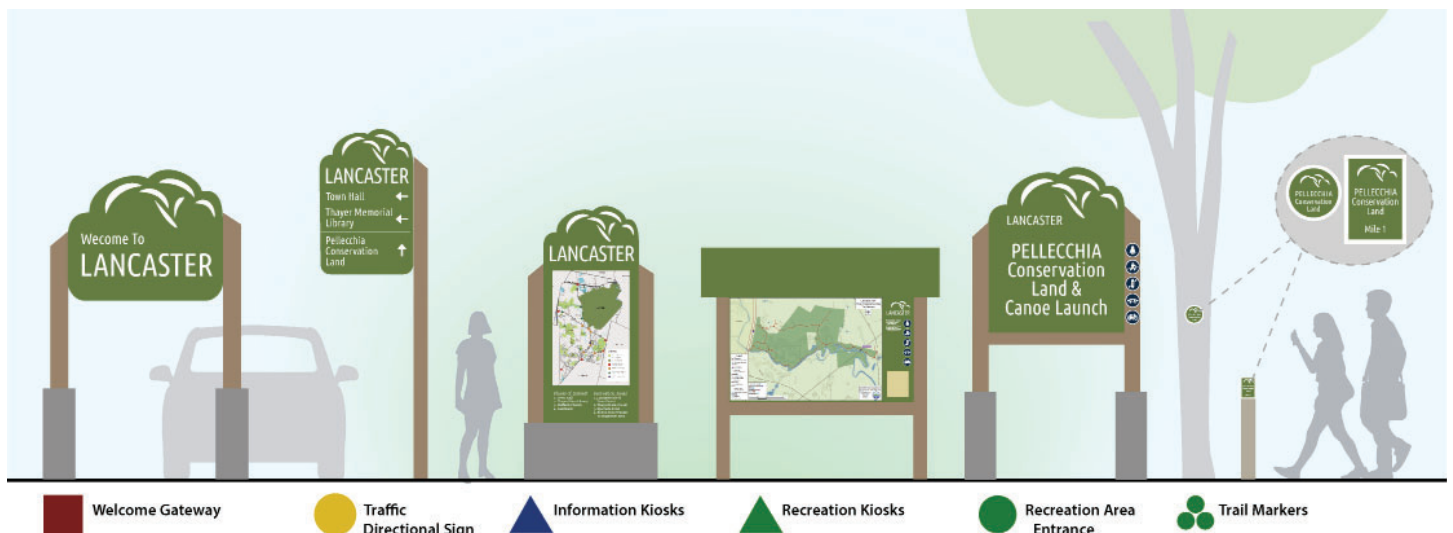 Wecome To
LANCASTER
LANCASTER
Town Hall
Thayer Memorial
Library
Pellecchia
Conservation
Land
LANCASTER
LANCASTER
LANCASTER
PELLECCHIA
Conservation
Land &
Canoe Launch
PELLECCHIA
Conservation
Land
PELLECCHIA
Conservation
Land
Mile 1
Welcome Gateway
Traffic
Directional Sign
Information Kiosks
Recreation Kiosks
Recreation Area
Entrance
Trail Markers